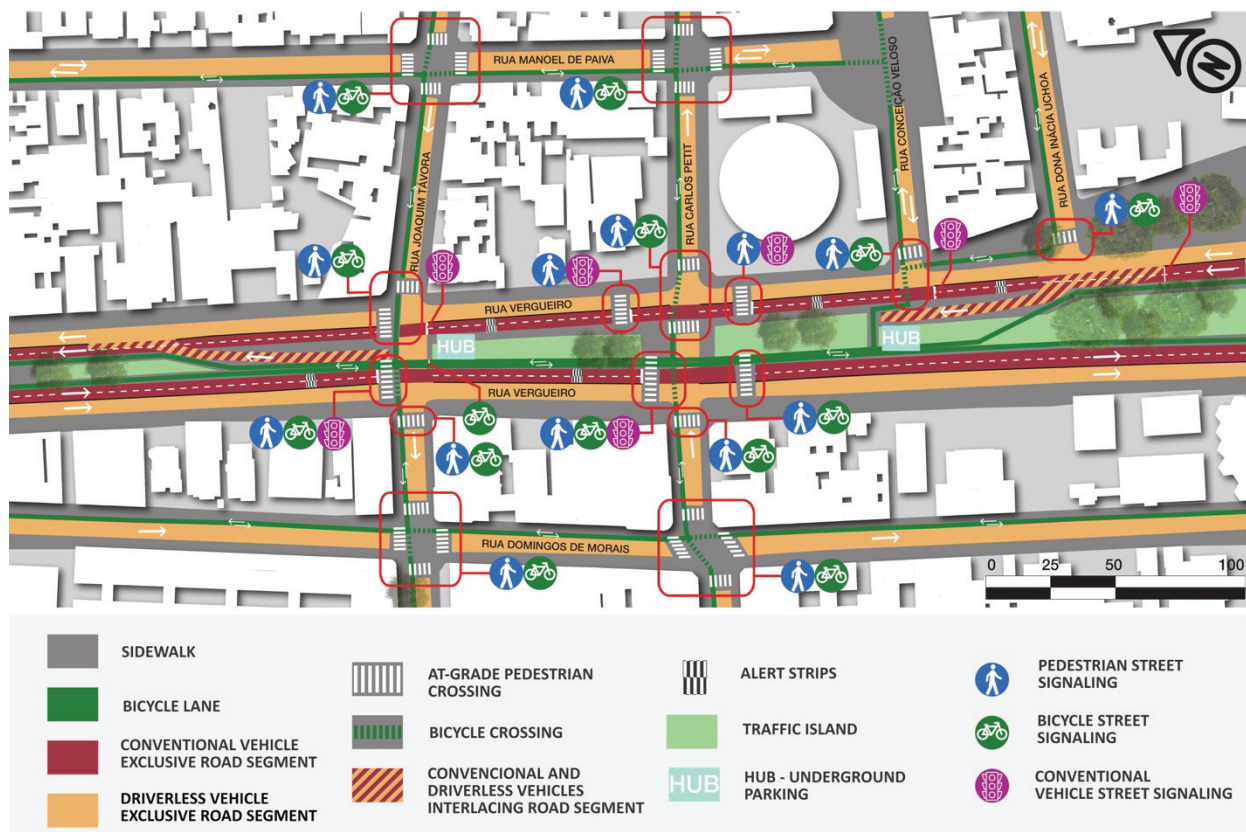 RUA MANOEL DE PAIVA
N
RUA CONCEIÇÃO VELOSO
RUA DONA INÁCIA UCHOA
RUA JOAQUIM TÁVORA
RUA CARLOS PETIT
RUA VERGUEIRO
HUB
HUB
RUA VERGUEIRO
RUA DOMINGOS DE MORAIS
0 25 50 100
SIDEWALK
BICYCLE LANE
CONVENTIONAL VEHICLE
EXCLUSIVE ROAD SEGMENT
DRIVERLESS VEHICLE
EXCLUSIVE ROAD SEGMENT
AT-GRADE PEDESTRIAN
CROSSING
BICYCLE CROSSING
CONVENCIONAL AND
DRIVERLESS VEHICLES
INTERLACING ROAD SEGMENT
ALERT STRIPS
TRAFFIC ISLAND
HUB
HUB - UNDERGROUND
PARKING
PEDESTRIAN STREET
SIGNALING
BICYCLE STREET
SIGNALING
CONVENTIONAL
VEHICLE STREET SIGNALING